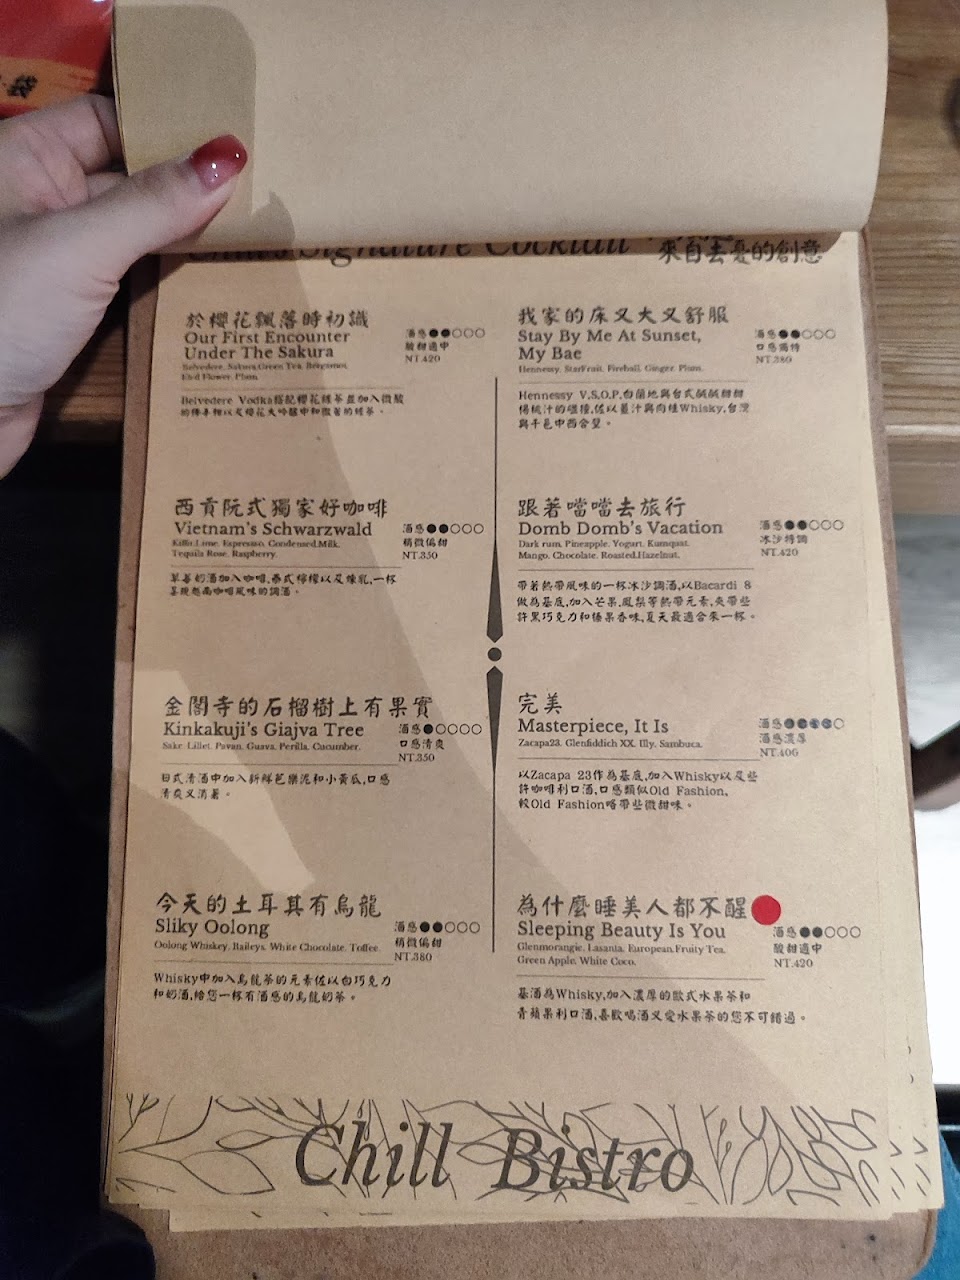 Signature Cocktail
來自去憂的創意
於櫻花飄落時初識
Our First Encounter
Under The Sakura
Belvedere, Sakura,Green Tea, Bergamot,
Eled Flower, Plum.
酒感●●○○○
酸甜適中
NT.420
Belvedere Vodka搭配櫻花綠茶並加入微酸
西貢阮式獨家好咖啡
Vietnam's Schwarzwald
Kaffir.Lime, Espresso, Condensed.Milk,
Tequila Rose, Raspberry.
酒感●●○○○
稍微偏甜
NT.350
草莓奶酒加入咖啡,泰式檸檬以及煉乳,一杯
越南咖啡風味的調酒。
金閣寺的石榴樹上有果實
Kinkakuji's Giajva Tree
Sake, Lillet, Pavan, Guava, Perilla, Cucumber.
酒感●○○○○
口感清爽
NT.350
日式清酒中加入新鮮芭樂泥和小黃瓜,口感
清爽又消暑。
今天的土耳其有烏龍
Sliky Oolong
Oolong Whiskey, Baileys, White Chocolate, Toffee.
酒感●●○○○
稍微偏甜
NT.380
Whisky中加入烏龍茶的元素佐以白巧克力
和奶酒,給您一杯有酒感的烏龍奶茶。
我家的床又大又舒服
Stay By Me At Sunset,
My Bae
Hennessy, StarFruit, Fireball, Ginger, Plum.
酒感●●○○○
口感獨特
NT.380
Hennessy V.S.O.P.白蘭地與台式鹹鹹甜甜
楊桃汁的碰撞,佐以薑汁與肉桂Whisky,台灣
與干邑中西合璧。
跟著噹噹去旅行
Domb Domb's Vacation
Dark rum, Pineapple, Yogurt, Kumquat,
Mango, Chocolate, Roasted.Hazelnut.
酒感●●○○○
冰沙特調
NT.420
帶著熱帶風味的一杯冰沙調酒,以Bacardi 8
做為基底,加入芒果,鳳梨等熱帶元素,夾帶些
許黑巧克力和榛果香味,夏天最適合來一杯。
完美
Masterpiece, It Is
Zacapa23, Glenfiddich XX, Illy, Sambuca.
酒感●●●●○
酒感濃厚
NT.400
以Zacapa 23作為基底,加入Whisky以及些
許咖啡利口酒,口感類似Old Fashion,
較Old Fashion略帶些微甜味。
為什麼睡美人都不醒
Sleeping Beauty Is You
Glenmorangie, Lasanta, European.Fruity Tea,
Green Apple, White Coco.
酒感●●○○○
酸甜適中
NT.420
基酒為Whisky,加入濃厚的歐式水果茶和
青蘋果利口酒,喜歡喝酒又愛水果茶的您不可錯過。
Chill Bistro